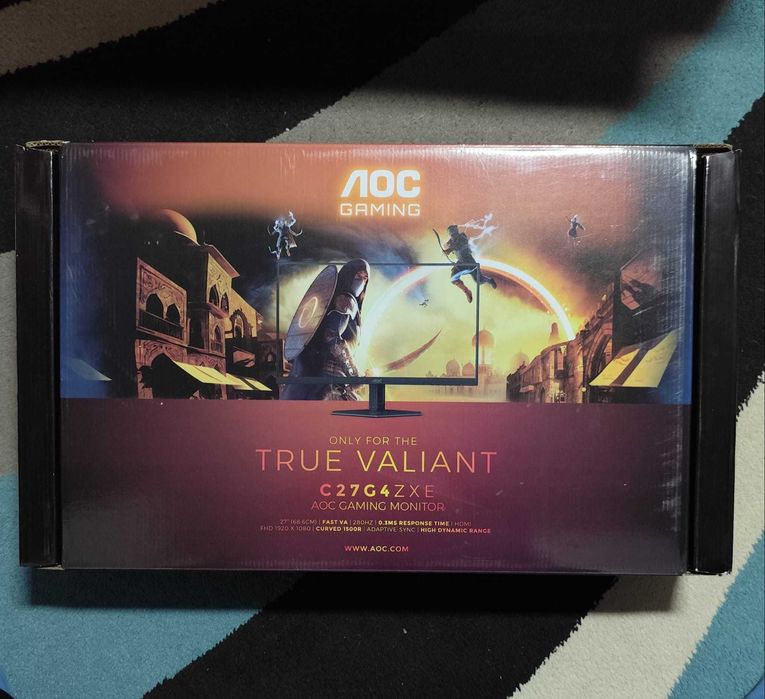 AOC
GAMING
ONLY FOR THE
TRUE VALIANT
C27G4ZXE
AOC GAMING MONITOR
27" (68.6CM) | FAST VA | 280HZ | 0.3MS RESPONSE TIME | HDMI
FHD 1920 X 1080 | CURVED 1500R | ADAPTIVE-SYNC | HIGH DYNAMIC RANGE
WWW.AOC.COM